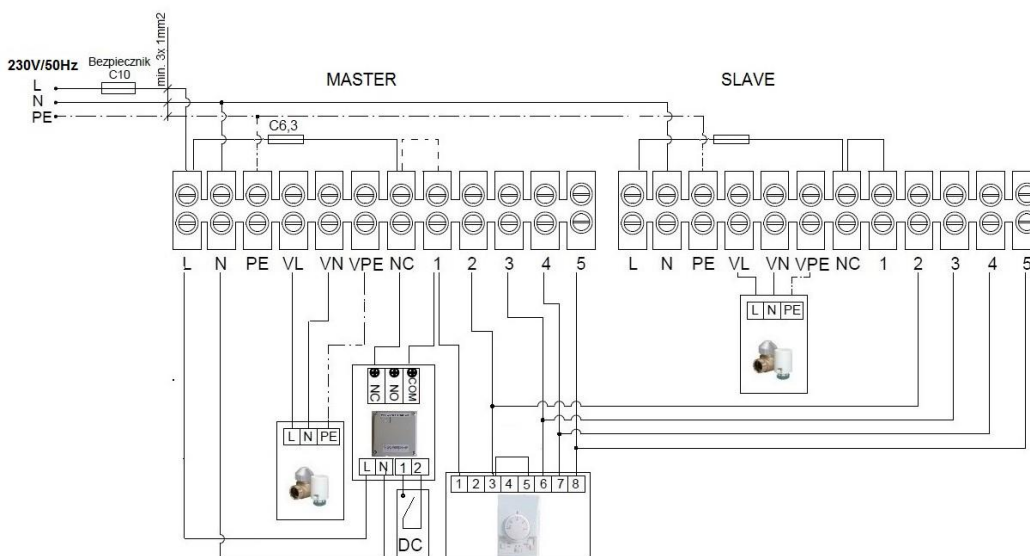 230V/50Hz
Bezpiecznik
C10
min. 3x 1mm2
MASTER
SLAVE
L
N
PE
C6,3
L N PE VL VN VPE NC 1 2 3 4 5
L N PE VL VN VPE NC 1 2 3 4 5
L N PE
NC NO COM
L N PE
L N 1 2
1 2 3 4 5 6 7 8
DC